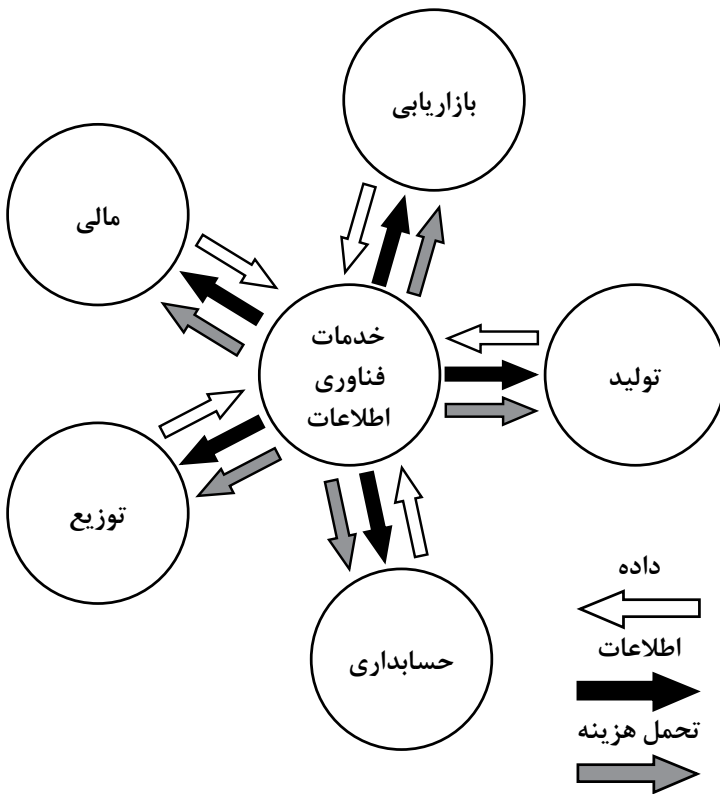 بازاریابی
مالی
خدمات
فناوری
اطلاعات
تولید
توزیع
حسابداری
داده
اطلاعات
تحمل هزینه